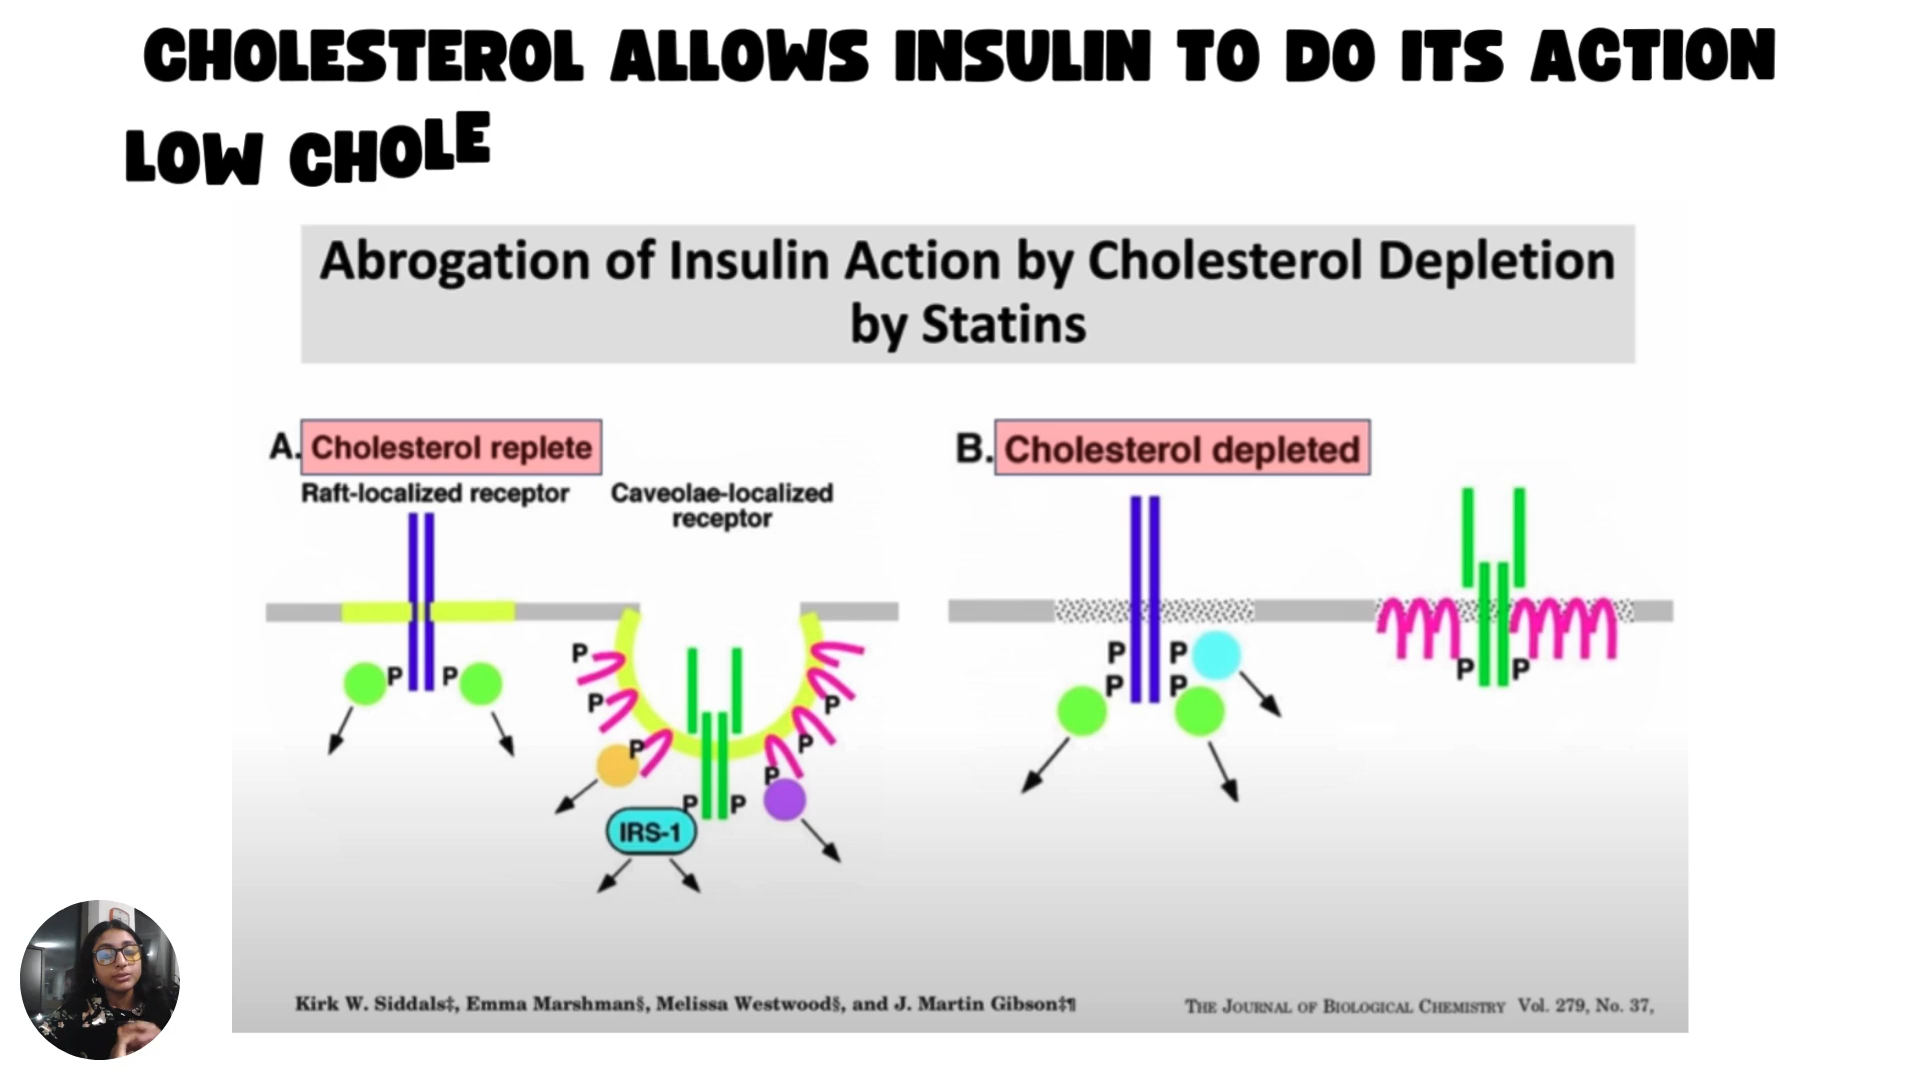 CHOLESTEROL ALLOWS INSULIN TO DO ITS ACTION
LOW CHOLE
Abrogation of Insulin Action by Cholesterol Depletion
by Statins
A. Cholesterol replete
Raft-localized receptor
Caveolae-localized
receptor
P P
P
P
P
P
P
P
P P
IRS-1
B. Cholesterol depleted
P P
P P
P P
Kirk W. Siddals‡, Emma Marshman§, Melissa Westwood§, and J. Martin Gibson‡¶
THE JOURNAL OF BIOLOGICAL CHEMISTRY Vol. 279, No. 37,